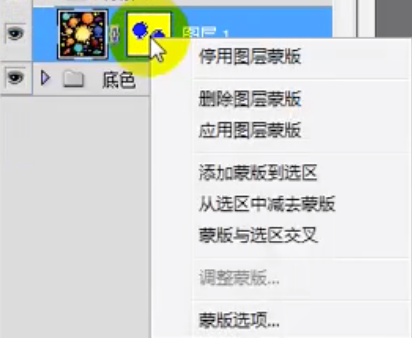 图层 1
停用图层蒙版
底色
删除图层蒙版
应用图层蒙版
添加蒙版到选区
从选区中减去蒙版
蒙版与选区交叉
调整蒙版...
蒙版选项...